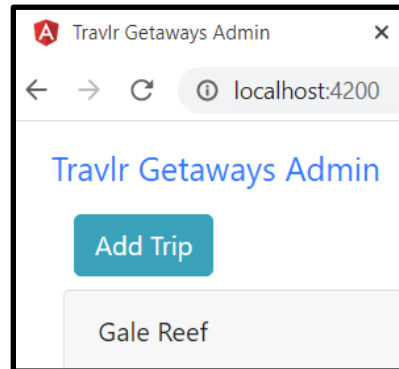 Travlr Getaways Admin
localhost:4200
Travlr Getaways Admin
Add Trip
Gale Reef